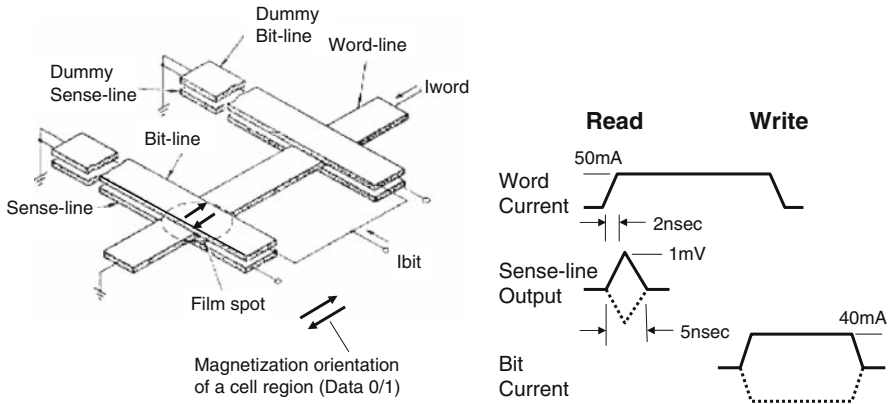 Dummy
Bit-line
Word-line
Dummy
Sense-line
Iword
Bit-line
Sense-line
Ibit
Film spot
Magnetization orientation
of a cell region (Data 0/1)
Read
Write
50mA
Word
Current
2nsec
1mV
Sense-line
Output
5nsec
40mA
Bit
Current